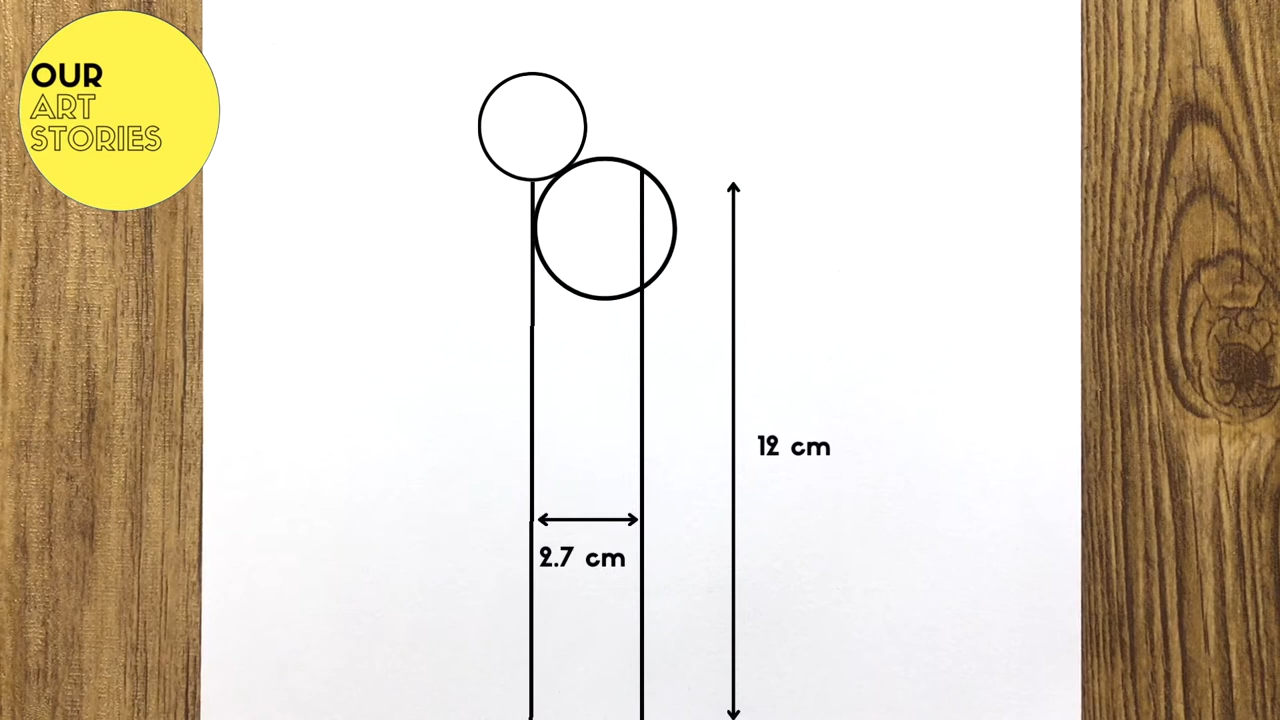 OUR
ART
STORIES
12 cm
2.7 cm